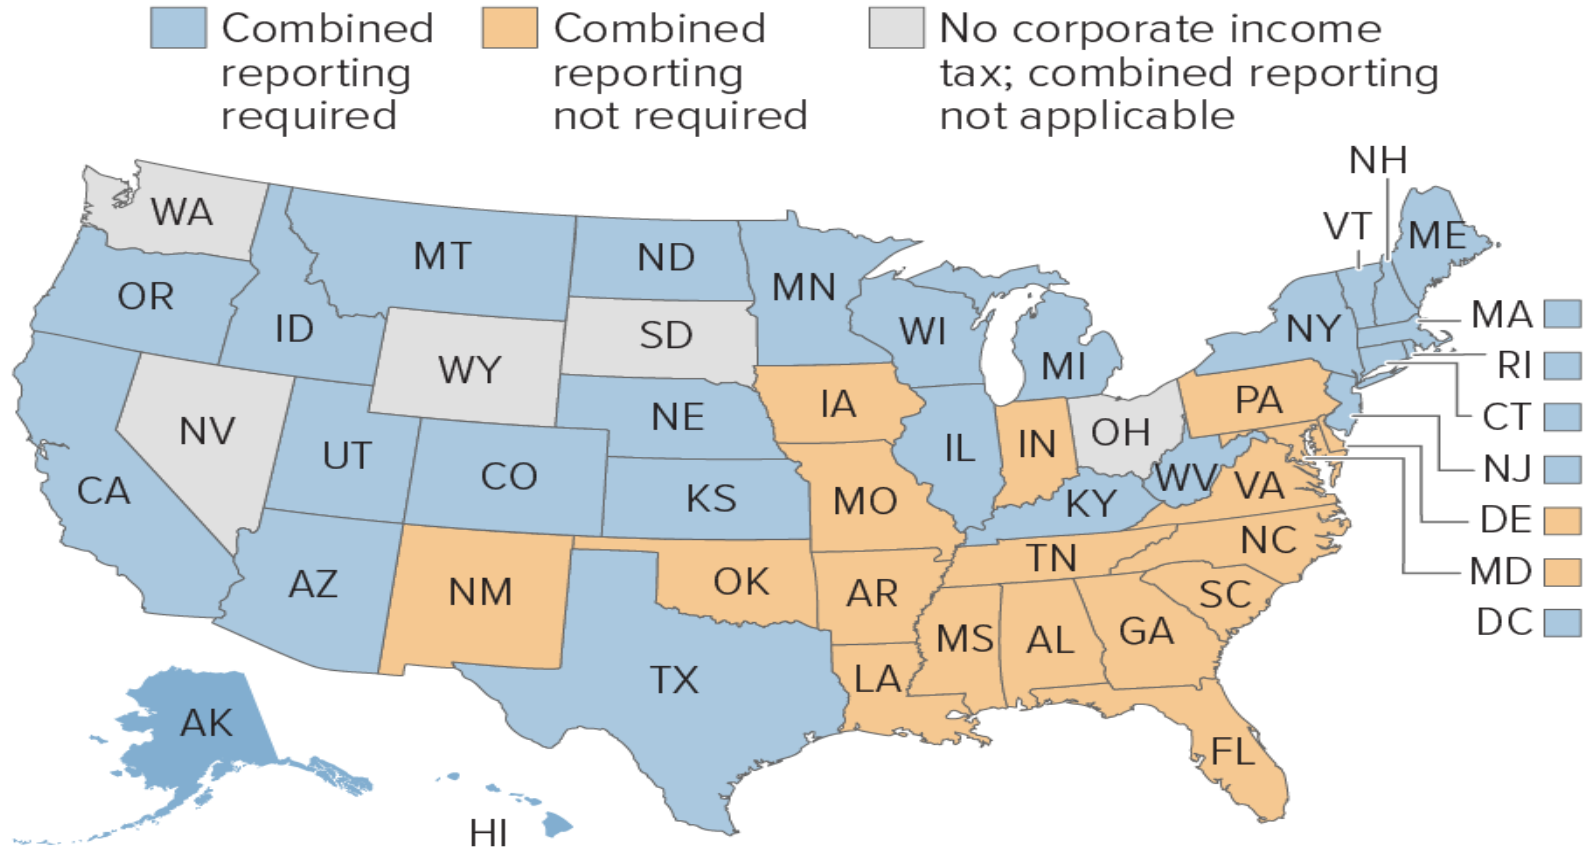 Combined
reporting
required
Combined
reporting
not required
No corporate income
tax; combined reporting
not applicable
NH
VT
ME
WA
MT
ND
MN
OR
ID
SD
WI
NY
MA
WY
MI
RI
NE
IA
PA
CT
NV
UT
CO
IL
IN
OH
NJ
CA
KS
MO
KY
WV
VA
DE
AZ
NM
OK
AR
TN
NC
MD
SC
DC
TX
LA
MS
AL
GA
AK
FL
HI